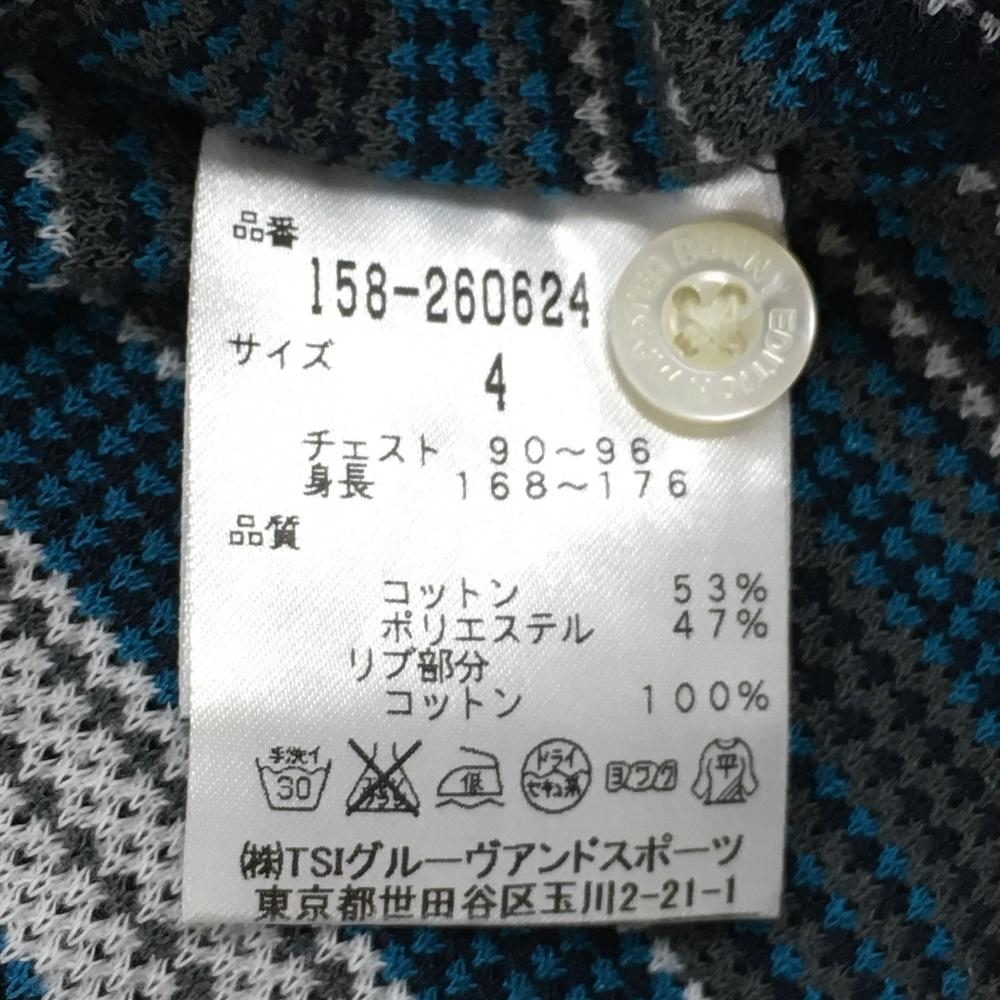 品番
158-260624
サイズ
4
チェスト 90～96
身長 168～176
品質
コットン 53%
ポリエステル 47%
リブ部分
コットン 100%
手洗イ 30
低
ドライ セキユ系
ヨワク
平
㈱TSIグルーヴアンドスポーツ
東京都世田谷区玉川2-21-1
MASTER BUNNY EDITION